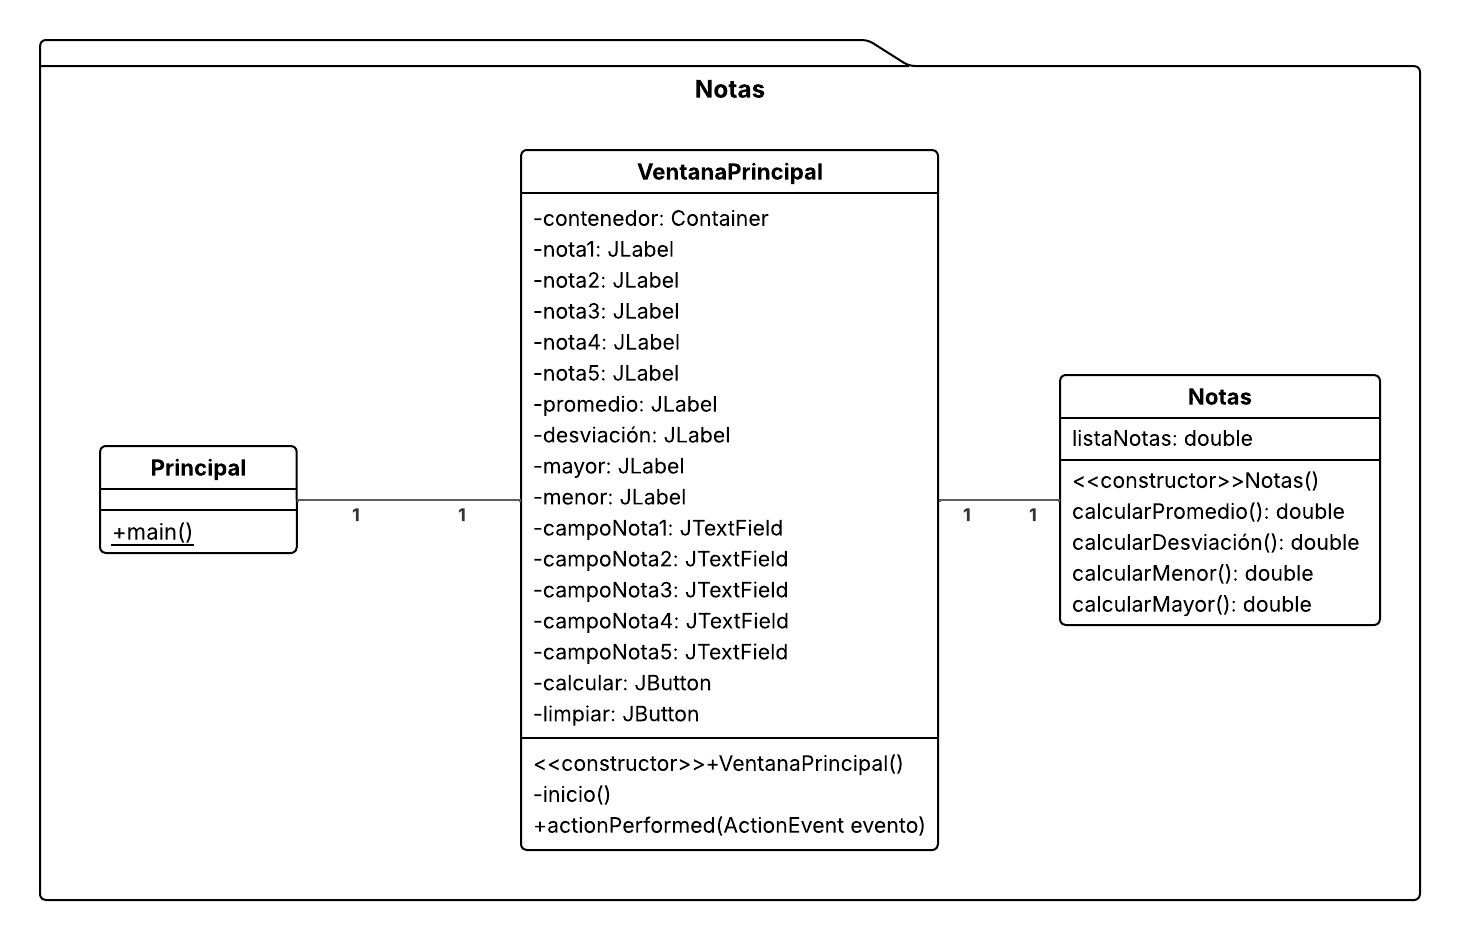 Notas
Principal
+main()
1
1
VentanaPrincipal
-contenedor: Container
-nota1: JLabel
-nota2: JLabel
-nota3: JLabel
-nota4: JLabel
-nota5: JLabel
-promedio: JLabel
-desviación: JLabel
-mayor: JLabel
-menor: JLabel
-campoNota1: JTextField
-campoNota2: JTextField
-campoNota3: JTextField
-campoNota4: JTextField
-campoNota5: JTextField
-calcular: JButton
-limpiar: JButton
<<constructor>>+VentanaPrincipal()
-inicio()
+actionPerformed(ActionEvent evento)
1
1
Notas
listaNotas: double
<<constructor>>Notas()
calcularPromedio(): double
calcularDesviación(): double
calcularMenor(): double
calcularMayor(): double